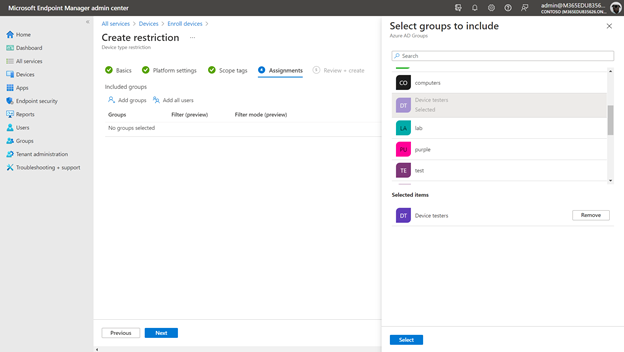 Microsoft Endpoint Manager admin center
admin@M365EDU8356...
CONTOSO (M365EDU835626.ON...
Home
Dashboard
All services
Devices
Apps
Endpoint security
Reports
Users
Groups
Tenant administration
Troubleshooting + support
All services > Devices > Enroll devices >
Create restriction ...
Device type restriction
Basics
Platform settings
Scope tags
4 Assignments
5 Review + create
Included groups
Add groups
Add all users
Groups
Filter (preview)
Filter mode (preview)
No groups selected
Previous
Next
Select groups to include
Azure AD Groups
Search
CO computers
DT Device testers
Selected
LA lab
PU purple
TE test
Selected items
DT Device testers
Remove
Select